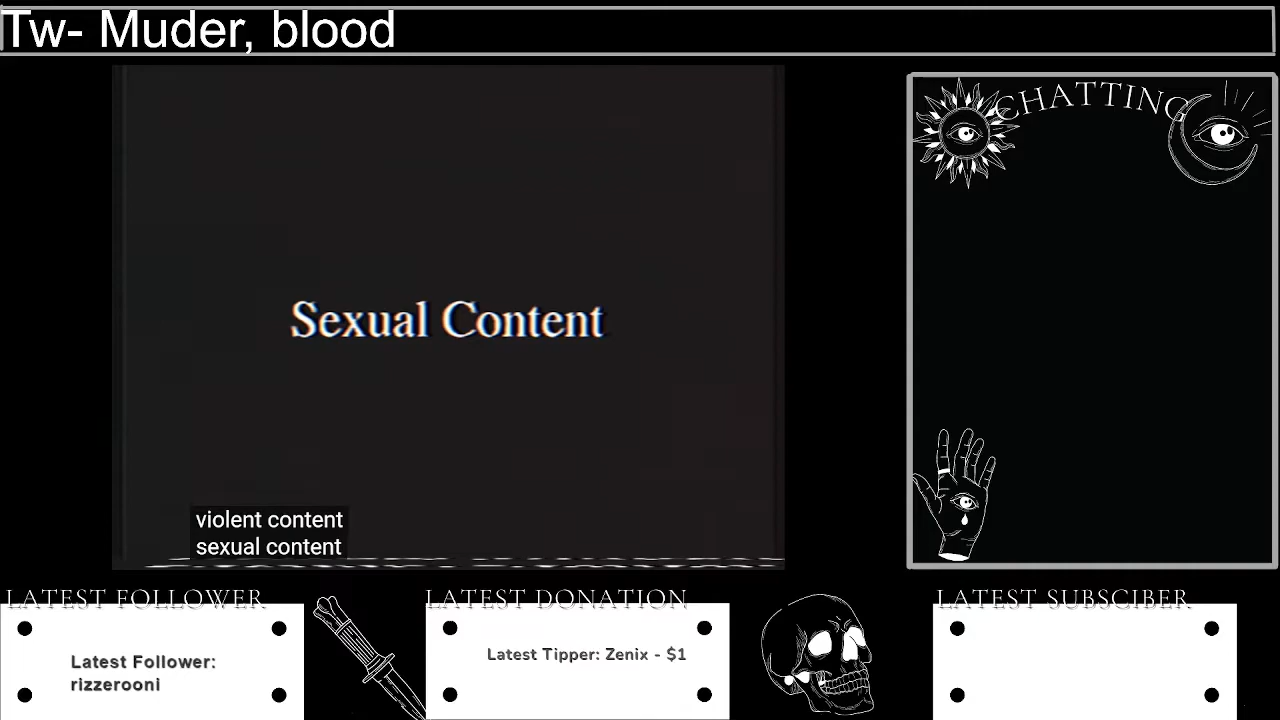 Tw- Muder, blood
CHATTING
Sexual Content
violent content
sexual content
LATEST FOLLOWER
Latest Follower:
rizzerooni
LATEST DONATION
Latest Tipper: Zenix - $1
LATEST SUBSCIBER